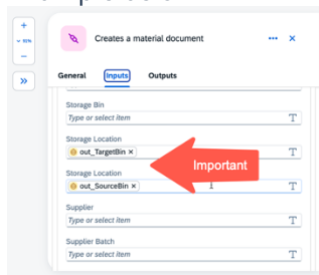 Creates a material document
General Inputs Outputs
Storage Bin
Type or select item
Storage Location
out_TargetBin ×
Important
Storage Location
out_SourceBin ×
Supplier
Type or select item
Supplier Batch
Type or select item